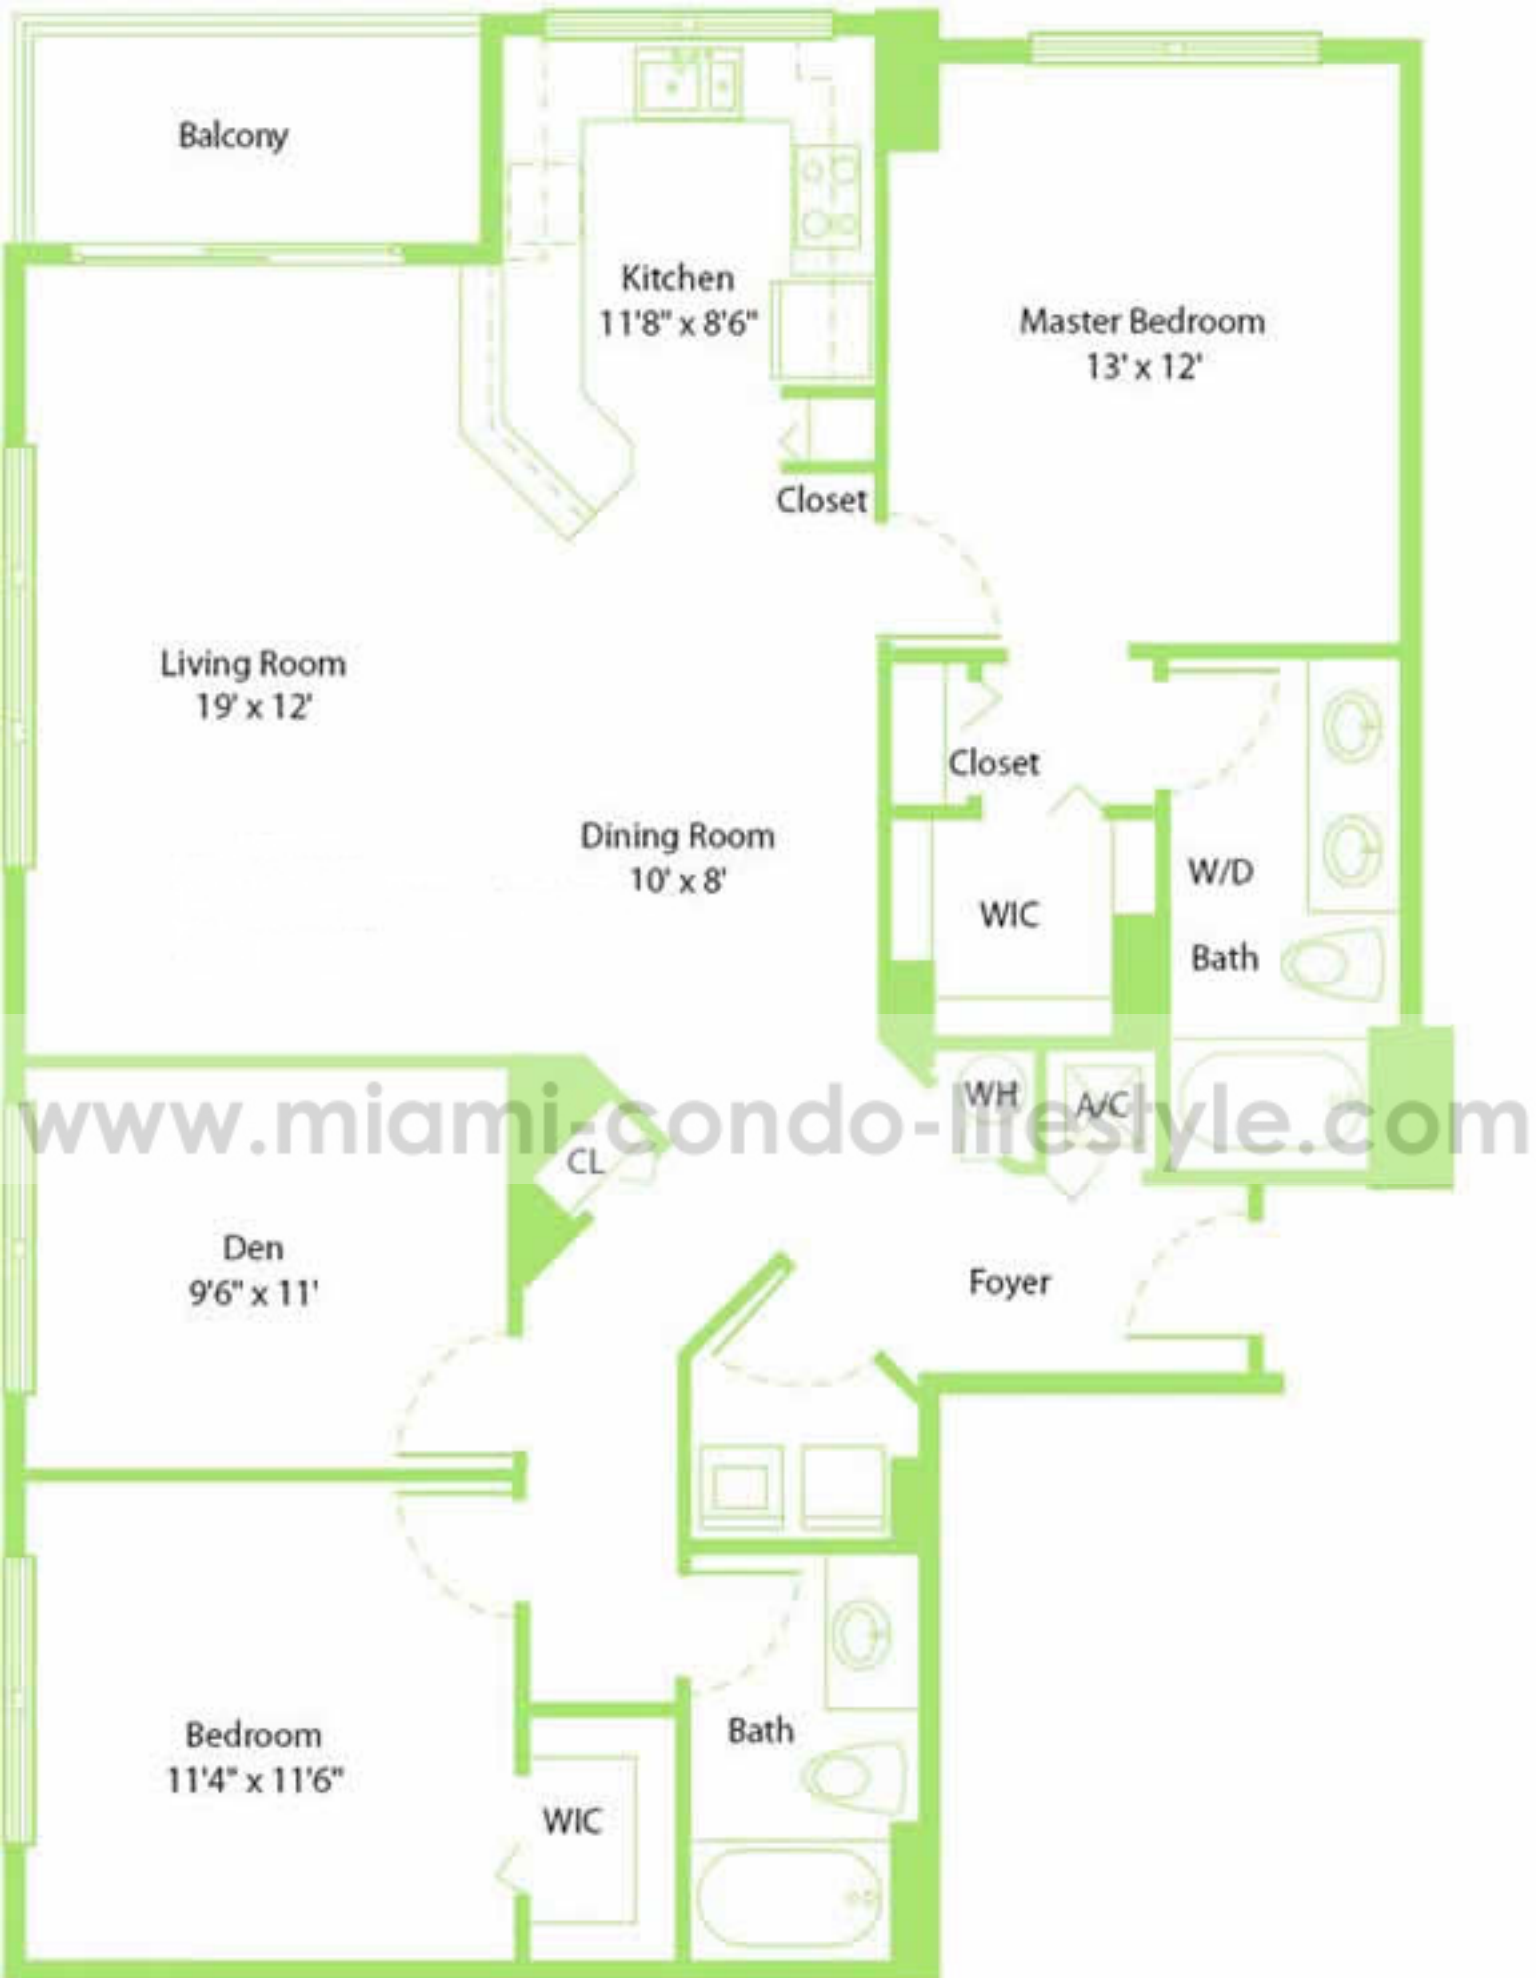 Balcony
Kitchen
11'8" x 8'6"
Master Bedroom
13' x 12'
Closet
Living Room
19' x 12'
Closet
Dining Room
10' x 8'
W/D
WIC
Bath
WH
A/C
www.miami-condo-lifestyle.com
CL
Den
9'6" x 11'
Foyer
Bedroom
11'4" x 11'6"
Bath
WIC